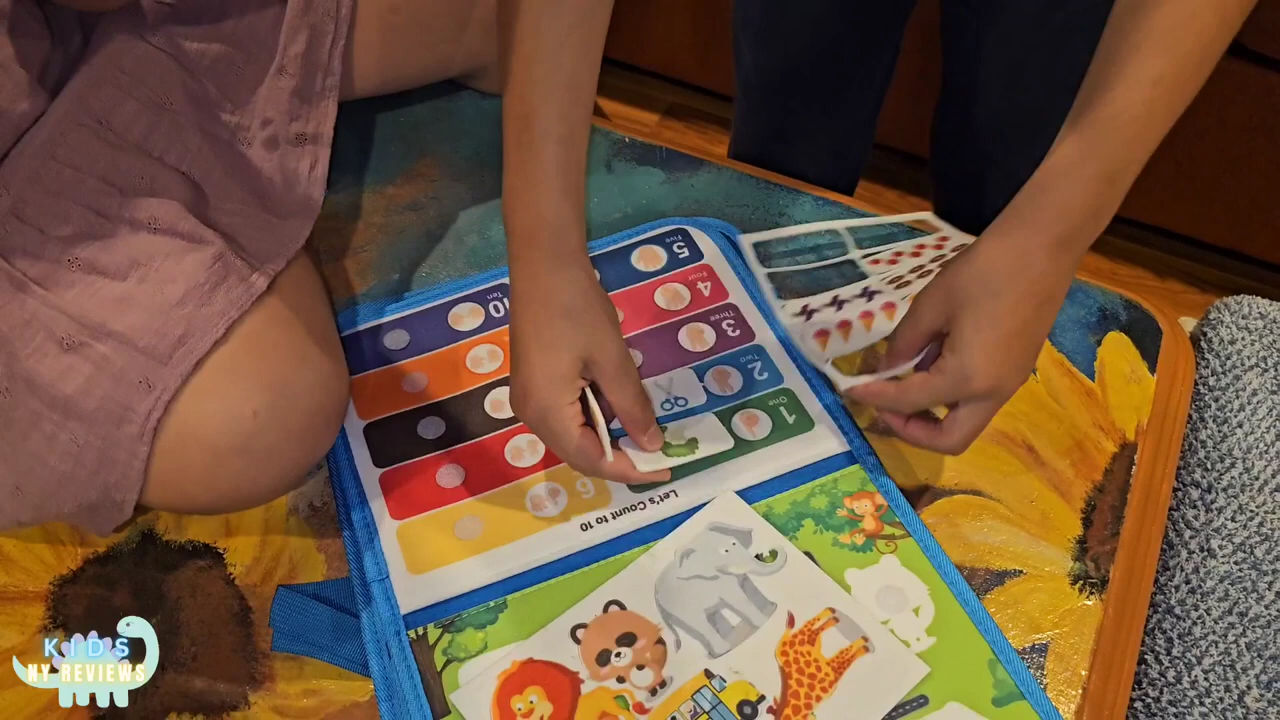 Let's Count to 10
1
One
2
Two
3
Three
4
Four
5
Five
6
10
Ten
KIDS
NY REVIEWS